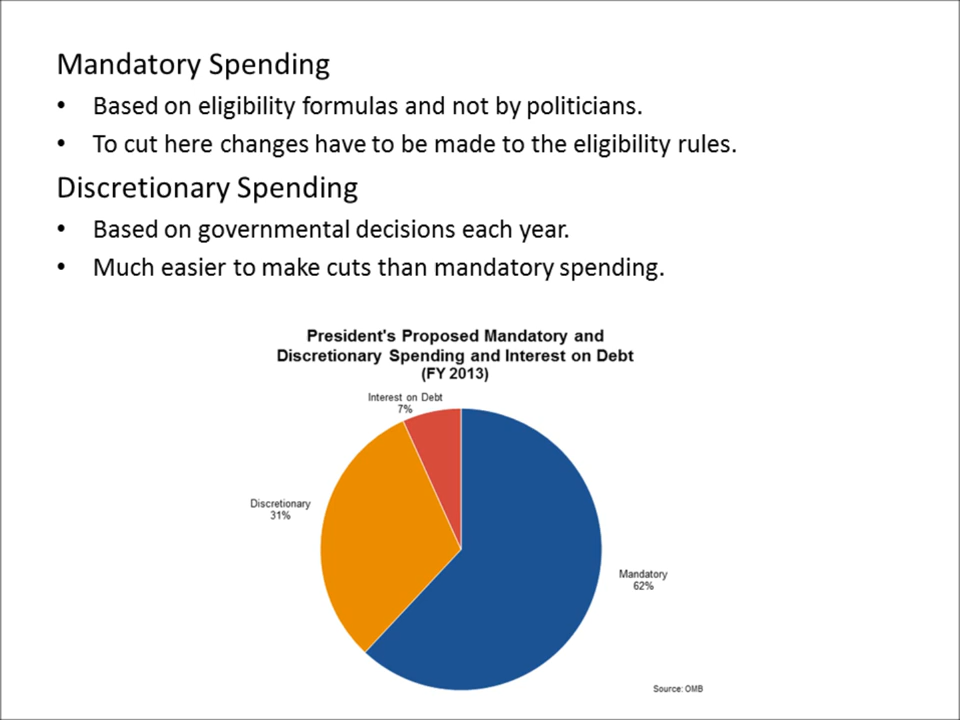 Mandatory Spending
• Based on eligibility formulas and not by politicians.
• To cut here changes have to be made to the eligibility rules.
Discretionary Spending
• Based on governmental decisions each year.
• Much easier to make cuts than mandatory spending.
President's Proposed Mandatory and
Discretionary Spending and Interest on Debt
(FY 2013)
Interest on Debt
7%
Discretionary
31%
Mandatory
62%
Source: OMB